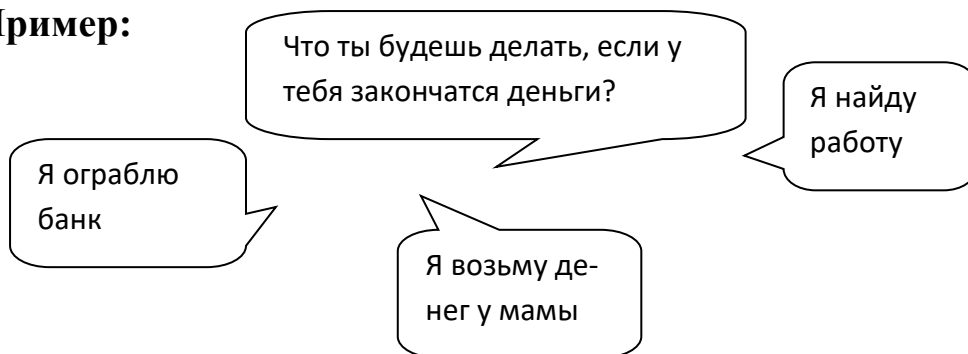 Пример:
Что ты будешь делать, если у
тебя закончатся деньги?
Я найду
работу
Я ограблю
банк
Я возьму де-
нег у мамы